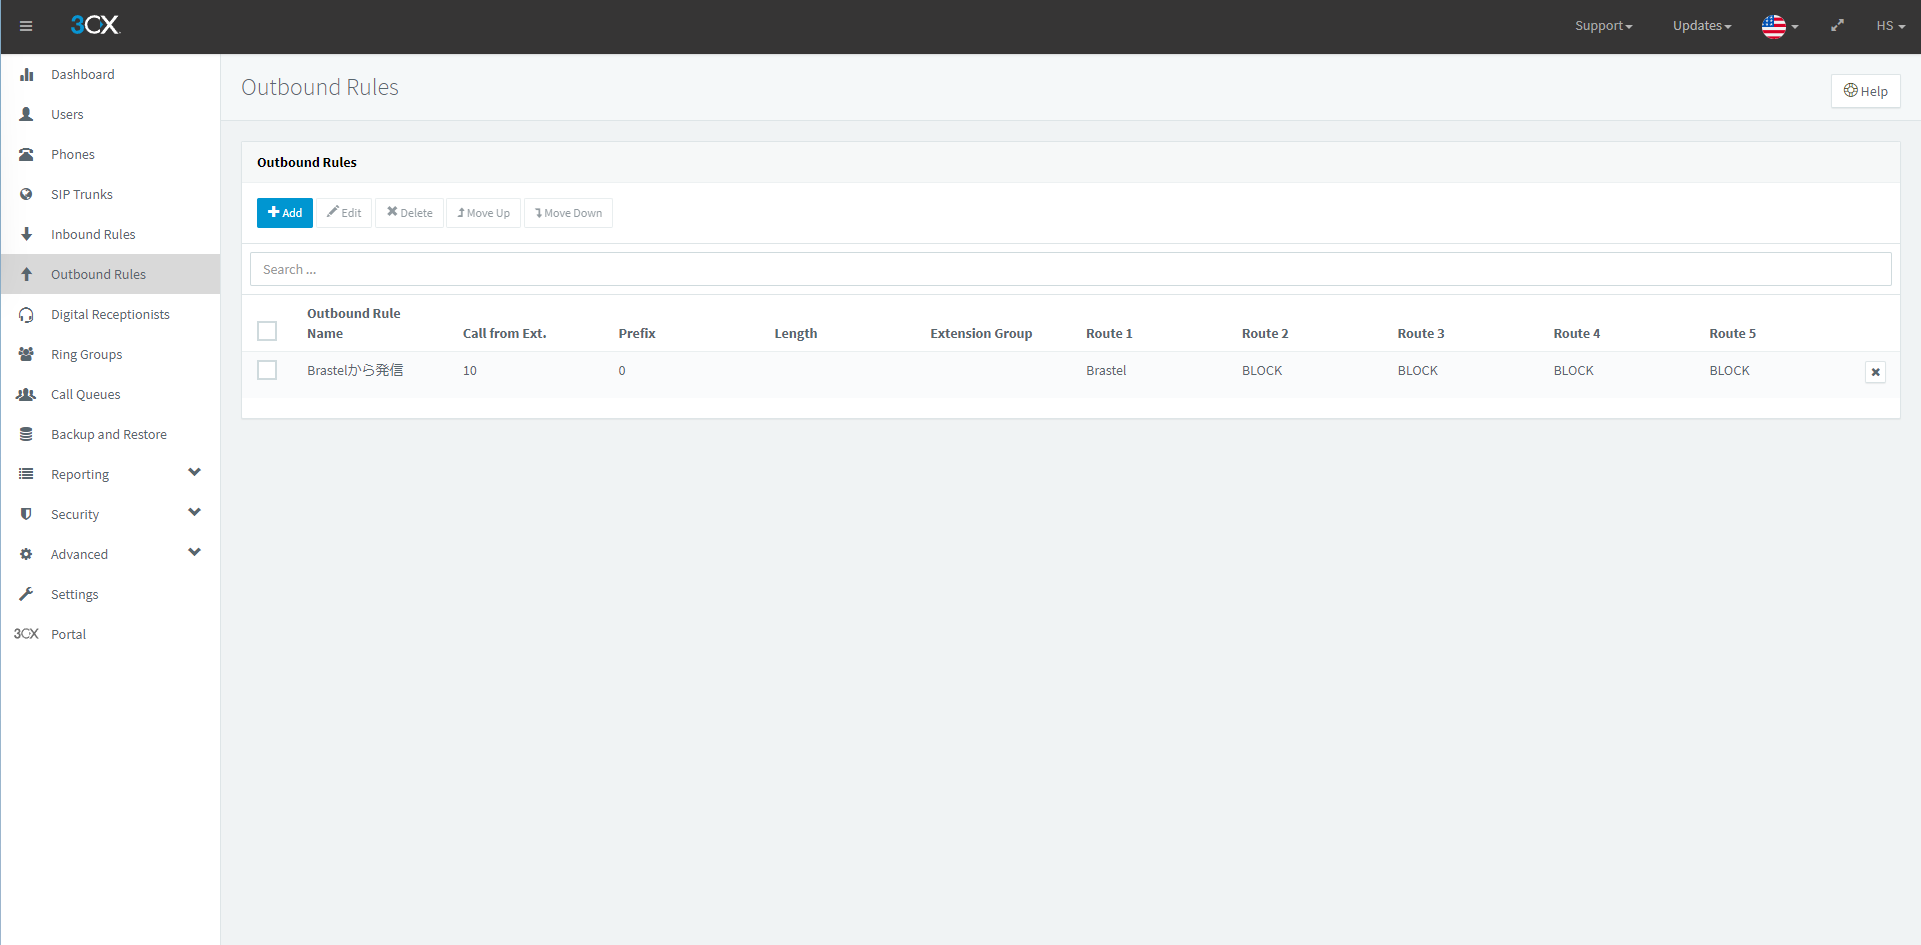 3CX
Support
Updates
HS
Dashboard
Users
Phones
SIP Trunks
Inbound Rules
Outbound Rules
Digital Receptionists
Ring Groups
Call Queues
Backup and Restore
Reporting
Security
Advanced
Settings
3CX Portal
Outbound Rules
Help
Outbound Rules
Add Edit Delete Move Up Move Down
Search ...
Outbound Rule
Name Call from Ext. Prefix Length Extension Group Route 1 Route 2 Route 3 Route 4 Route 5
Brastelから発信 10 0 Brastel BLOCK BLOCK BLOCK BLOCK